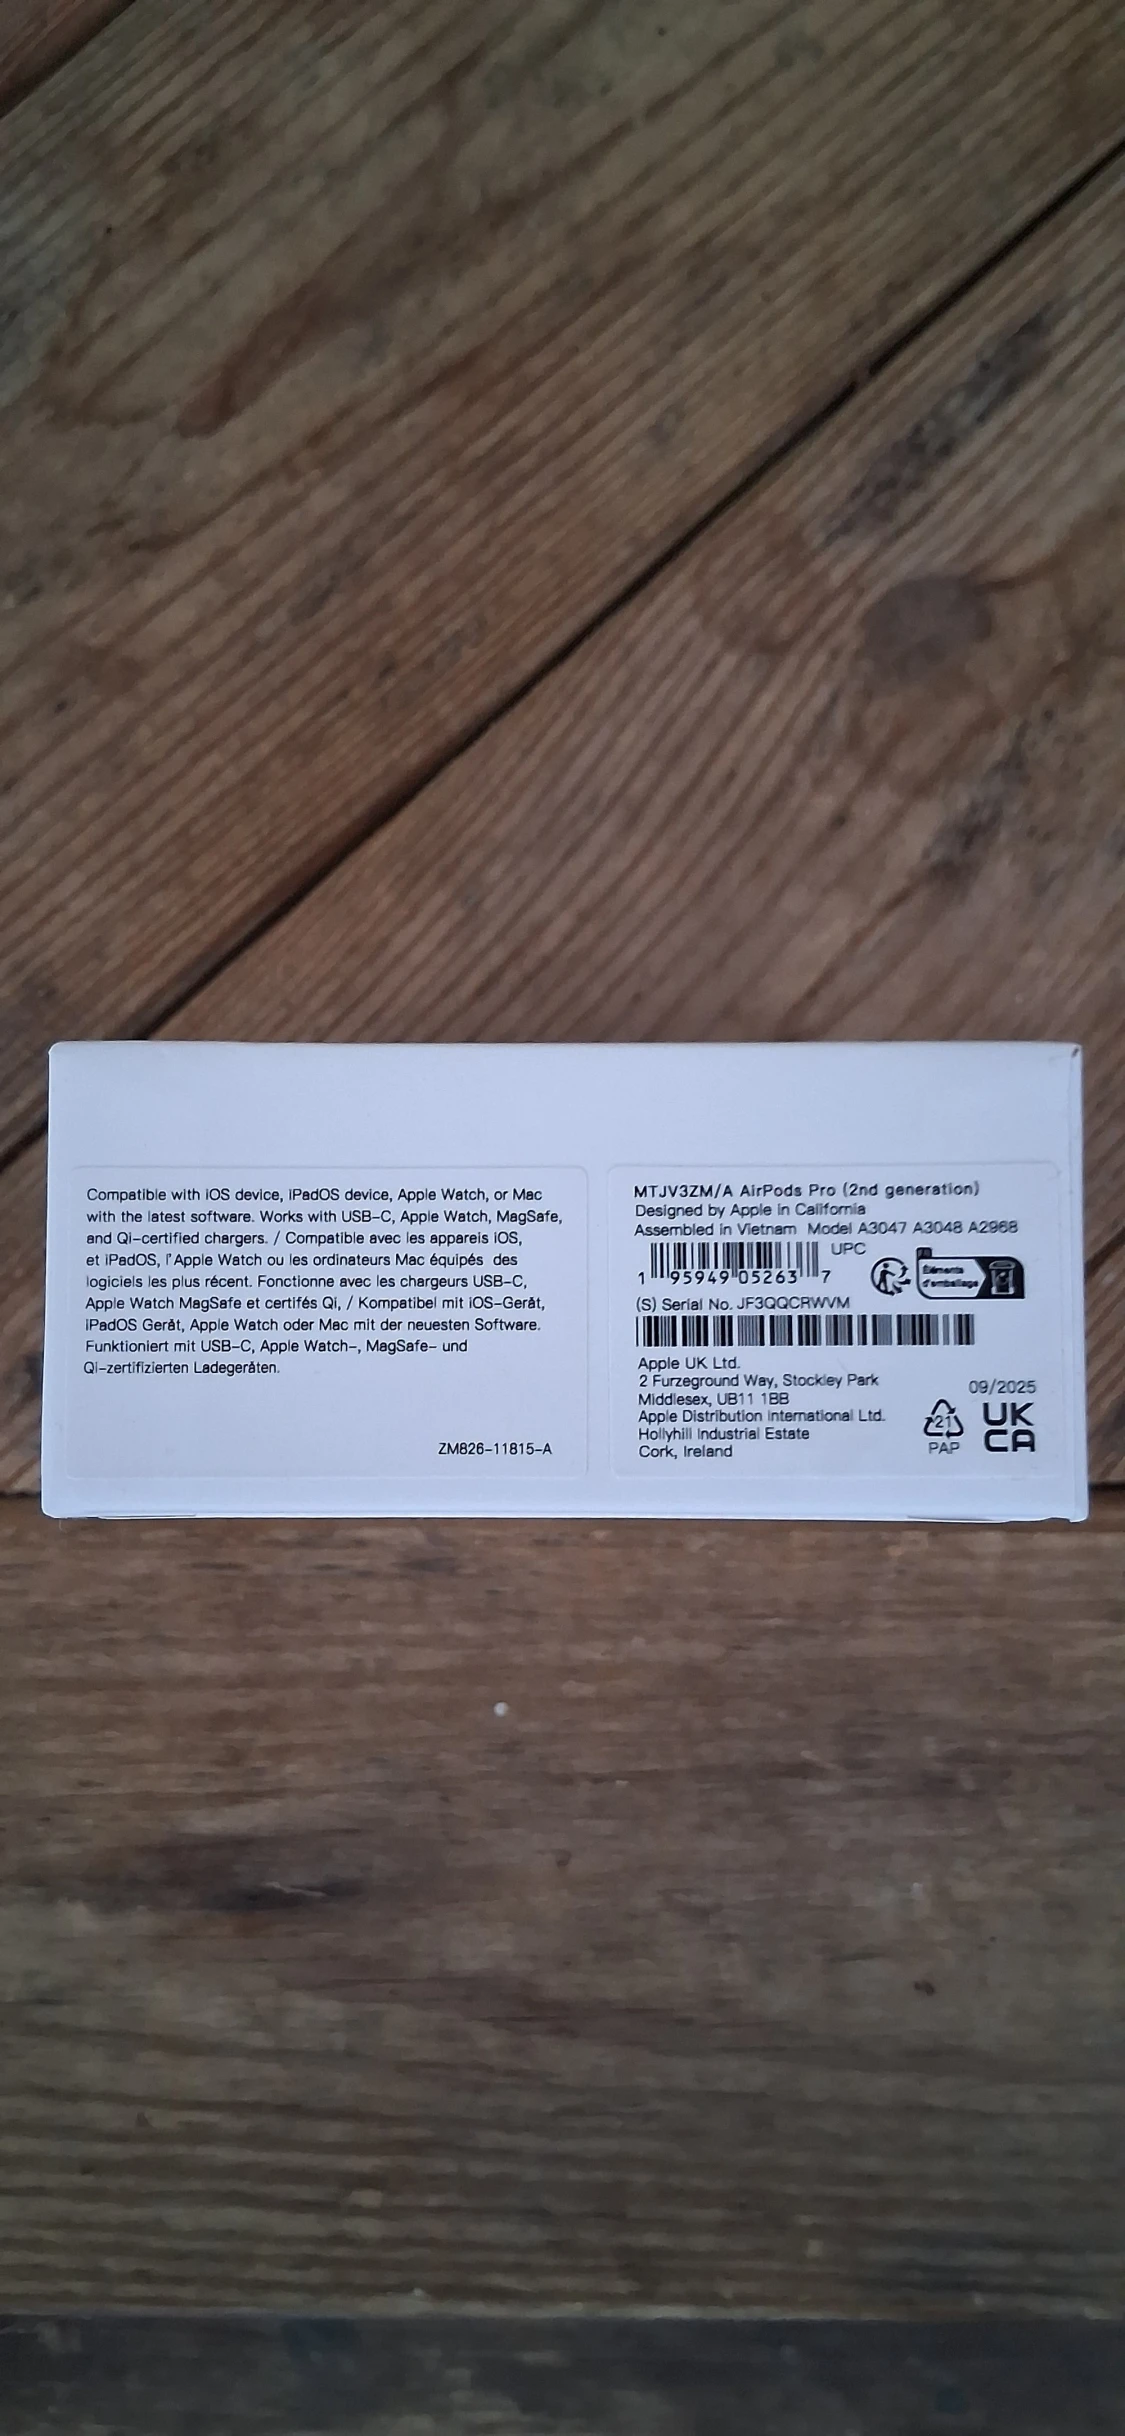 Compatible with iOS device, iPadOS device, Apple Watch, or Mac
with the latest software. Works with USB-C, Apple Watch, MagSafe,
and Qi-certified chargers. / Compatible avec les appareis iOS,
et iPadOS, l'Apple Watch ou les ordinateurs Mac équipés des
logiciels les plus récent. Fonctionne avec les chargeurs USB-C,
Apple Watch MagSafe et certifés Qi, / Kompatibel mit iOS-Geråt,
iPadOS Geråt, Apple Watch oder Mac mit der neuesten Software.
Funktioniert mit USB-C, Apple Watch-, MagSafe- und
Qi-zertifizierten Ladegeråten.
ZM826-11815-A
MTJV3ZM/A AirPods Pro (2nd generation)
Designed by Apple in California
Assembled in Vietnam Model A3047 A3048 A2968
UPC
1 95949 05263 7
Éléments
d'emballage
(S) Serial No. JF3QQCRWVM
Apple UK Ltd.
2 Furzeground Way, Stockley Park
Middlesex, UB11 1BB
Apple Distribution International Ltd.
Hollyhill Industrial Estate
Cork, Ireland
09/2025
21
PAP
UK
CA